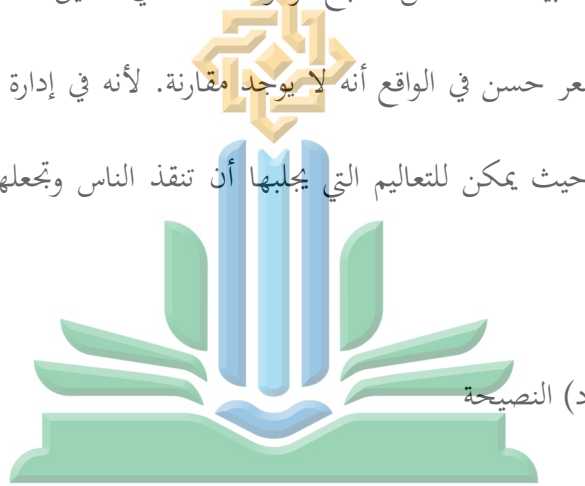 عر حسن في الواقع أنه لا يوجد مقارنة. لأنه في إدارة
حيث يمكن للتعاليم التي يجلبها أن تنقذ الناس وتجعله
د) النصيحة